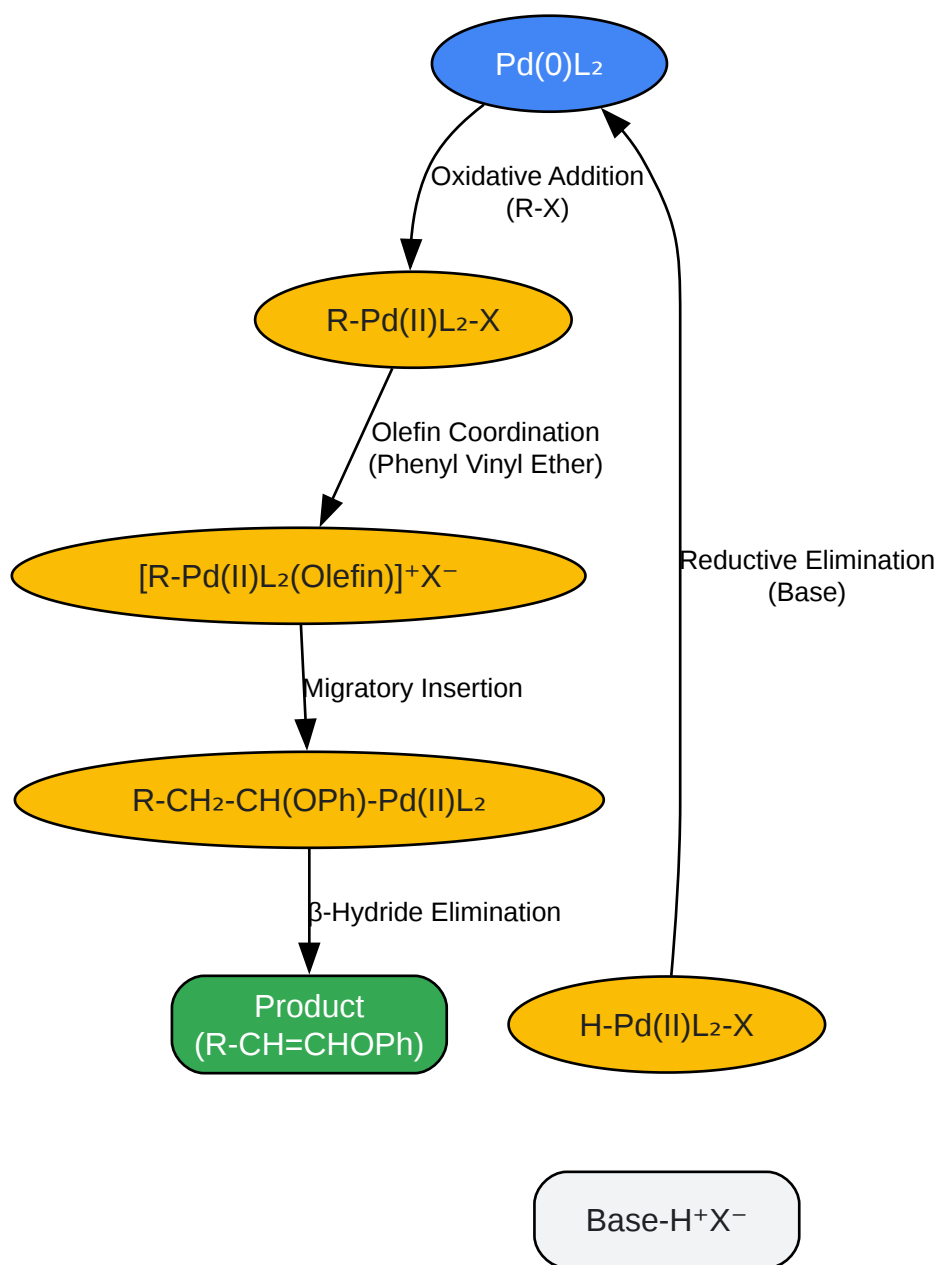 Pd(0)L₂
Oxidative Addition
(R-X)
R-Pd(II)L₂-X
Olefin Coordination
(Phenyl Vinyl Ether)
[R-Pd(II)L₂(Olefin)]⁺X⁻
Reductive Elimination
(Base)
Migratory Insertion
R-CH₂-CH(OPh)-Pd(II)L₂
β-Hydride Elimination
Product
(R-CH=CHOPh)
H-Pd(II)L₂-X
Base-H⁺X⁻